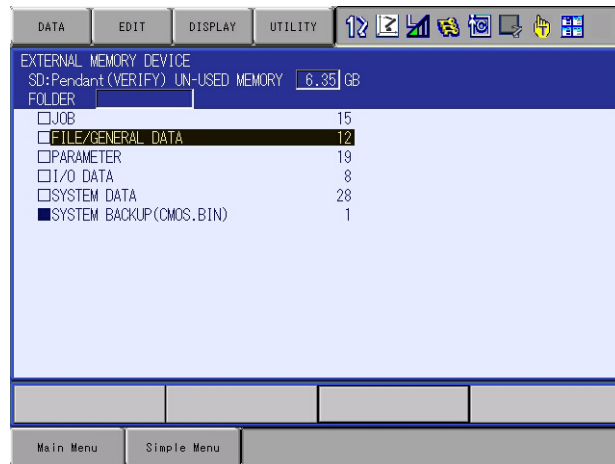 DATA EDIT DISPLAY UTILITY
EXTERNAL MEMORY DEVICE
SD:Pendant(VERIFY) UN-USED MEMORY 6.35 GB
FOLDER
JOB 15
FILE/GENERAL DATA 12
PARAMETER 19
I/O DATA 8
SYSTEM DATA 28
SYSTEM BACKUP(CMOS.BIN) 1
Main Menu Simple Menu